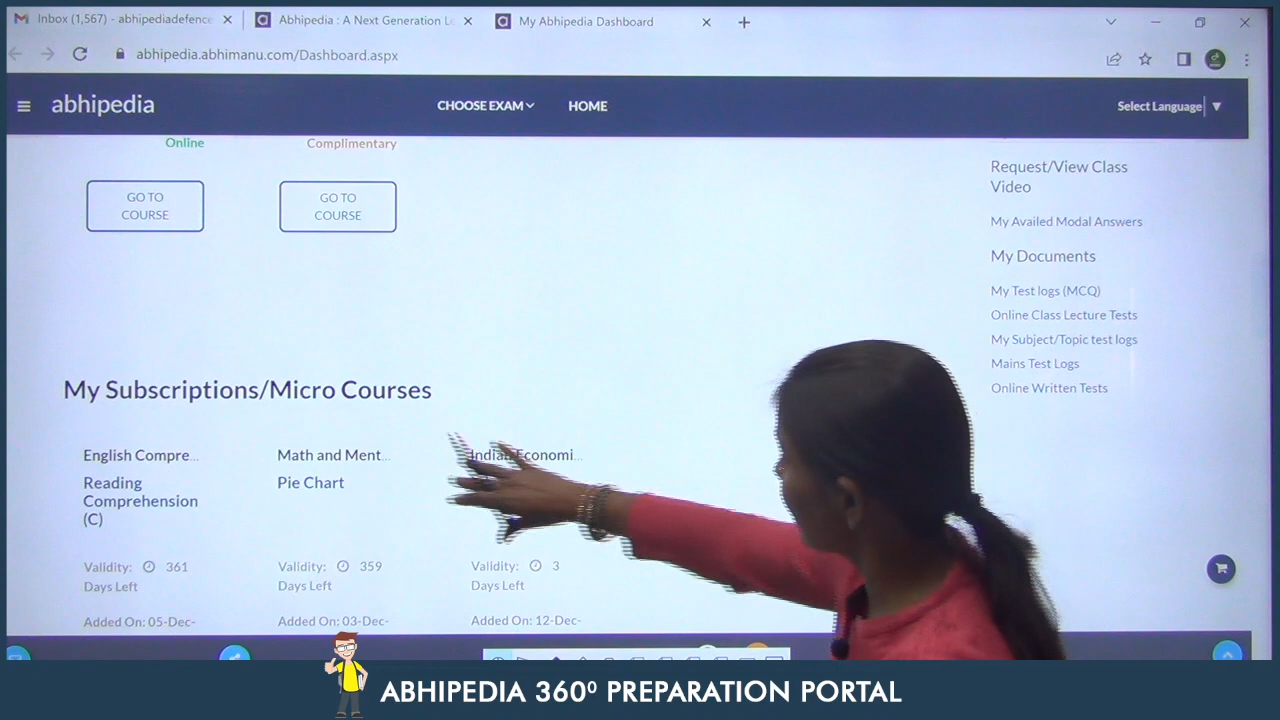 Inbox (1,567) - abhipediadefence
Abhipedia : A Next Generation Le
My Abhipedia Dashboard
abhipedia.abhimanu.com/Dashboard.aspx
abhipedia
CHOOSE EXAM
HOME
Select Language
Online
Complimentary
GO TO
COURSE
GO TO
COURSE
Request/View Class
Video
My Availed Modal Answers
My Documents
My Test logs (MCQ)
Online Class Lecture Tests
My Subject/Topic test logs
Mains Test Logs
Online Written Tests
My Subscriptions/Micro Courses
English Compre...
Reading
Comprehension
(C)
Validity: 361
Days Left
Added On: 05-Dec-
Math and Ment...
Pie Chart
Validity: 359
Days Left
Added On: 03-Dec-
Indian Economi...
Validity: 3
Days Left
Added On: 12-Dec-
ABHIPEDIA 360⁰ PREPARATION PORTAL